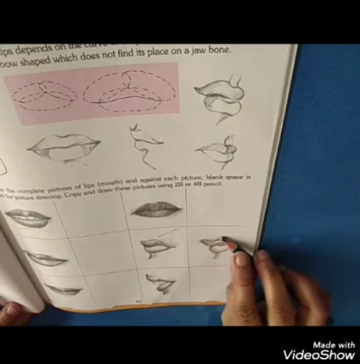 lips depends on the curve
bow shaped which does not find its place on a jaw bone.
the complete pictures of lips (mouth) and against each picture, blank space is
for picture drawing. Copy and draw these pictures using 2B or 4B pencil.
Made with
VideoShow